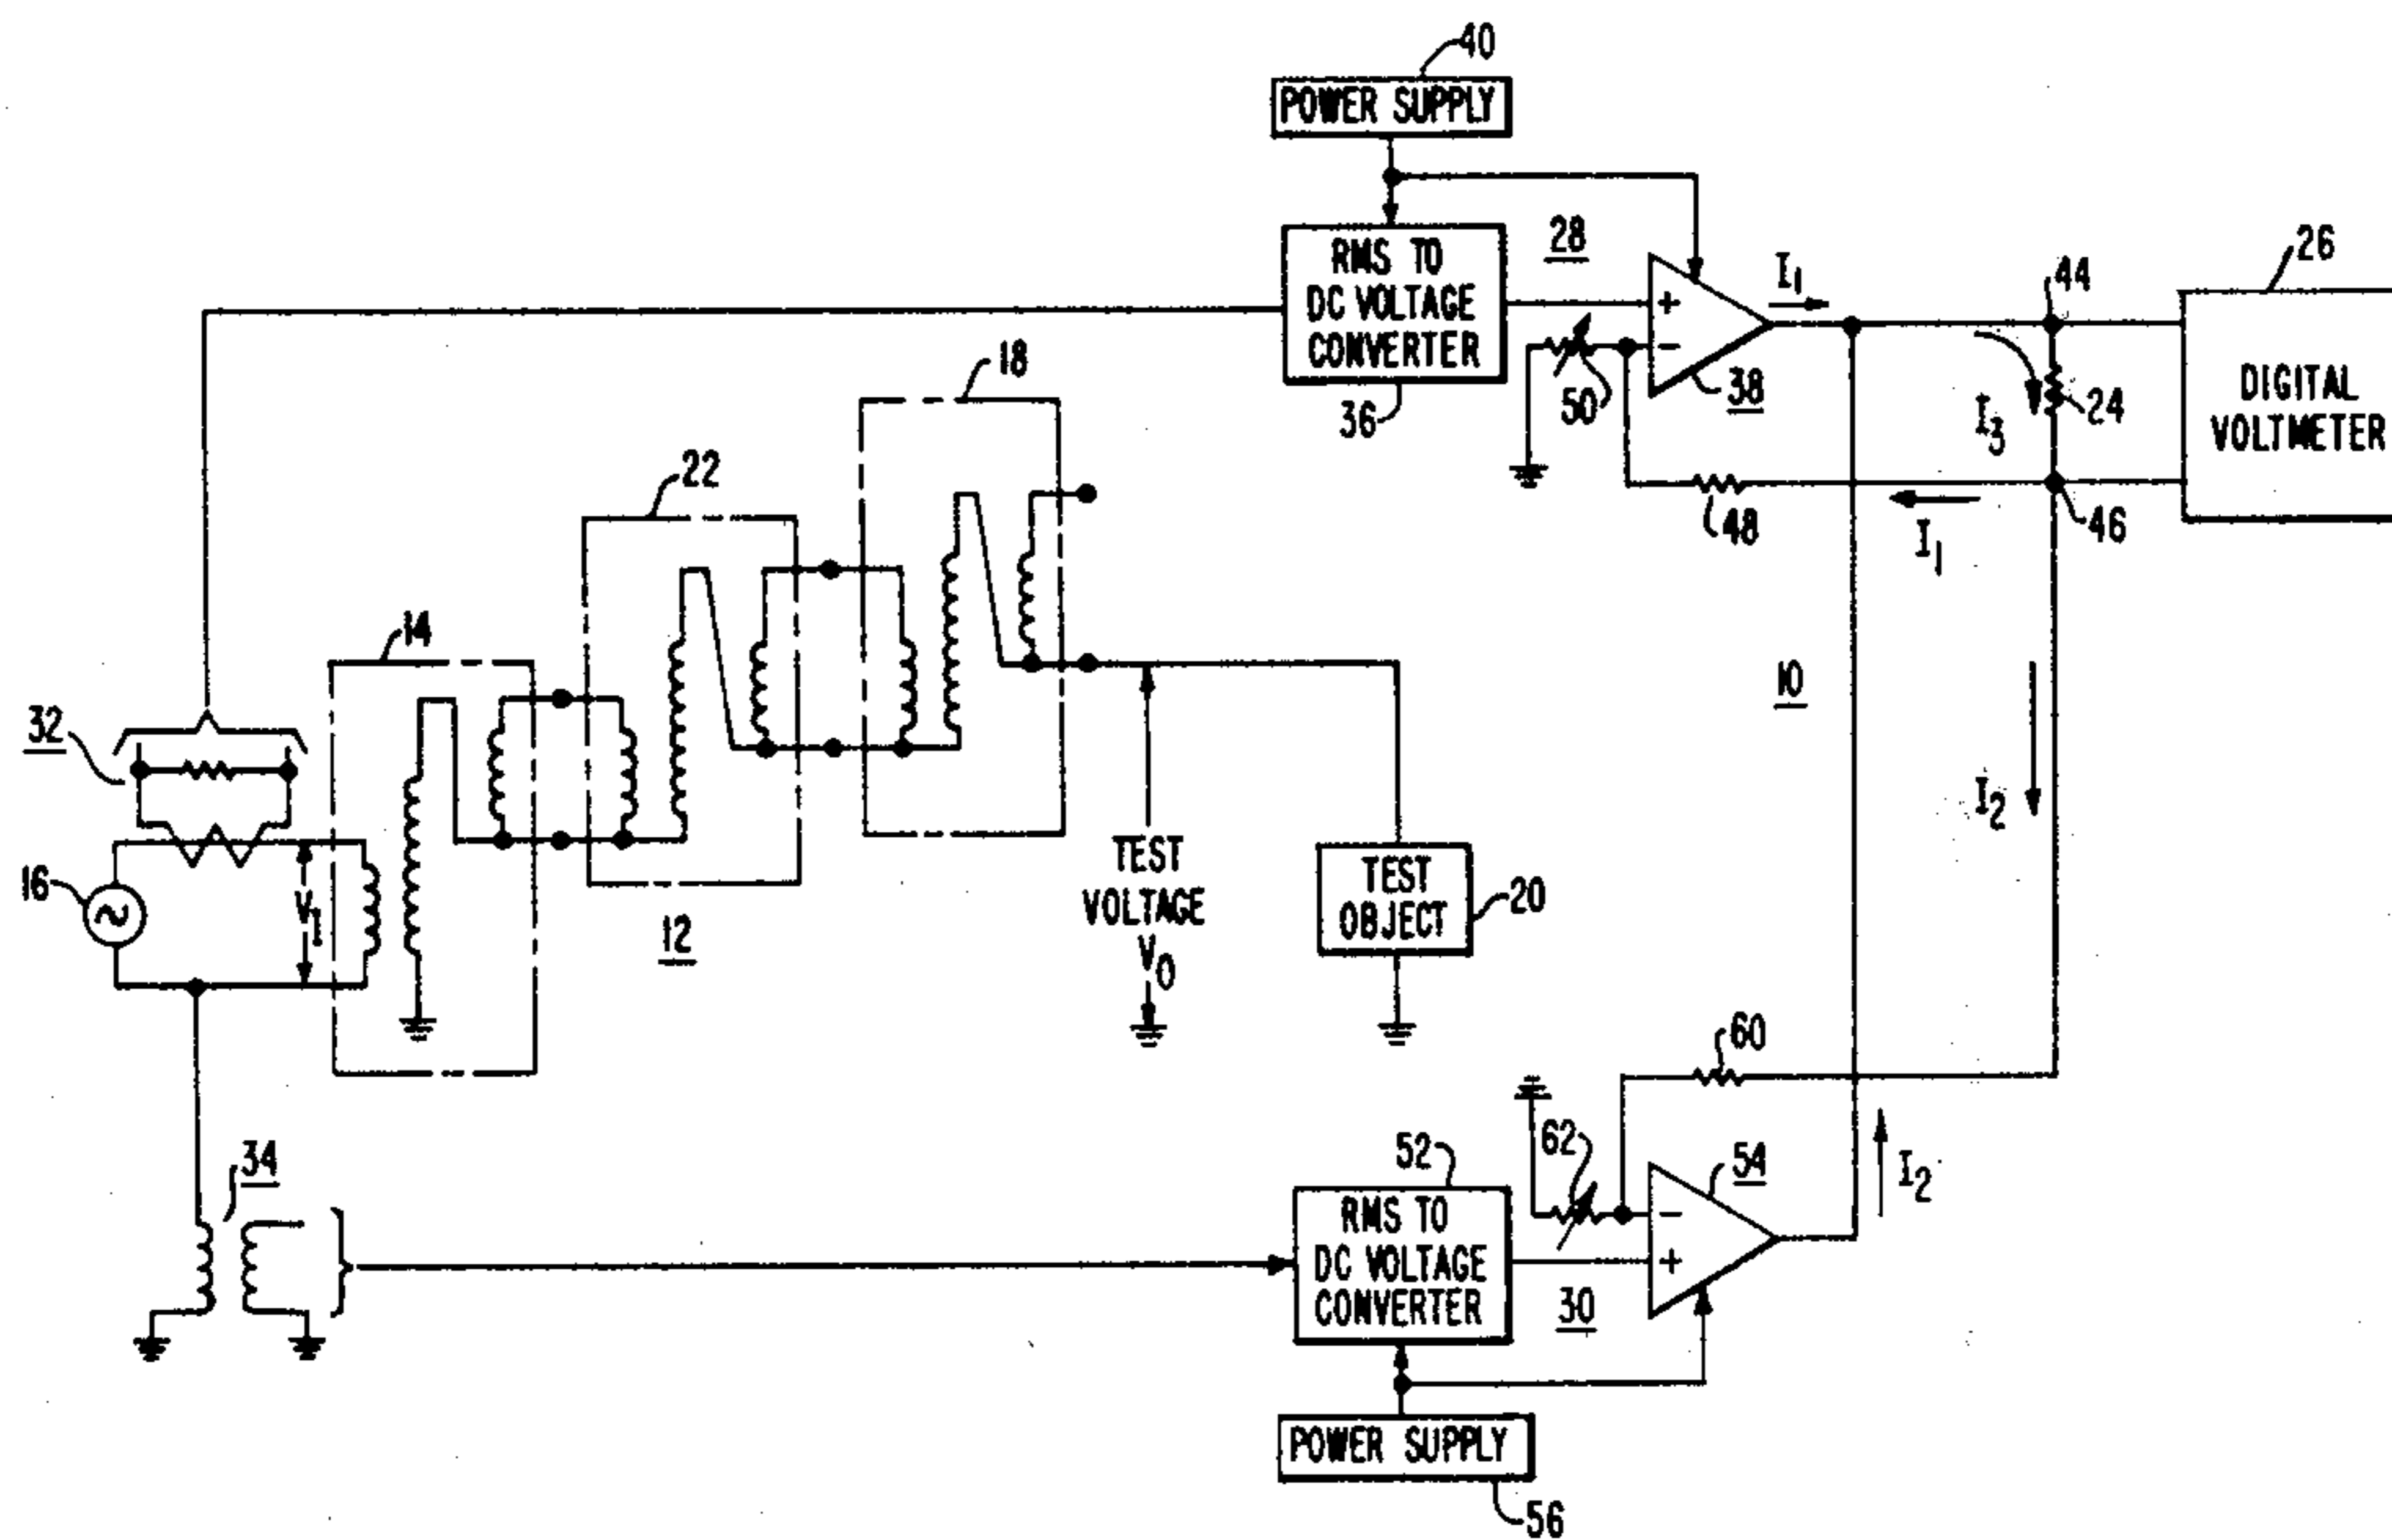 40
POWER SUPPLY
28
RMS TO
DC VOLTAGE
CONVERTER
36
+
−
50
38
I1
44
26
DIGITAL
VOLTMETER
24
I3
48
I1
46
18
22
14
32
16
V1
12
10
I2
TEST
VOLTAGE
V0
TEST
OBJECT
20
60
34
52
RMS TO
DC VOLTAGE
CONVERTER
62
−
+
54
I2
30
POWER SUPPLY
56